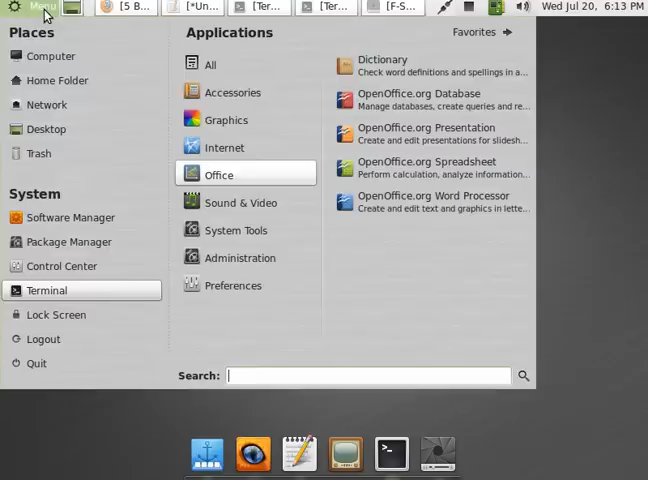 Menu
[5 B...
[*Un...
[Ter...
[Ter...
[F-S...
Wed Jul 20, 6:13 PM
Places
Computer
Home Folder
Network
Desktop
Trash
System
Software Manager
Package Manager
Control Center
Terminal
Lock Screen
Logout
Quit
Applications
Favorites
All
Accessories
Graphics
Internet
Office
Sound & Video
System Tools
Administration
Preferences
Dictionary
Check word definitions and spellings in a...
OpenOffice.org Database
Manage databases, create queries and re...
OpenOffice.org Presentation
Create and edit presentations for slidesh...
OpenOffice.org Spreadsheet
Perform calculation, analyze information...
OpenOffice.org Word Processor
Create and edit text and graphics in lette...
Search: